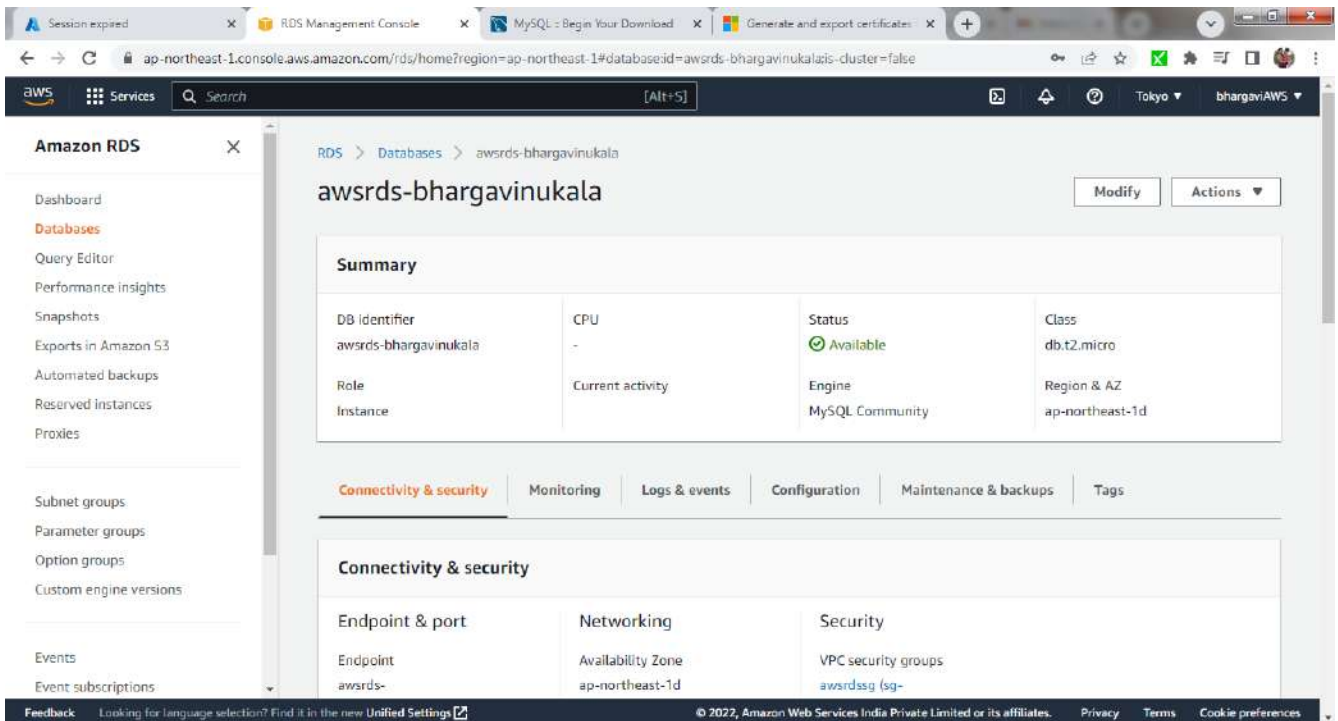 Session expired
RDS Management Console
MySQL :: Begin Your Download
Generate and export certificates
ap-northeast-1.console.aws.amazon.com/rds/home?region=ap-northeast-1#database:id=awsrds-bhargavinukala;is-cluster=false
aws Services Search [Alt+S] Tokyo bhargaviAWS
Amazon RDS
Dashboard
Databases
Query Editor
Performance insights
Snapshots
Exports in Amazon S3
Automated backups
Reserved instances
Proxies
Subnet groups
Parameter groups
Option groups
Custom engine versions
Events
Event subscriptions
RDS > Databases > awsrds-bhargavinukala
awsrds-bhargavinukala
Modify Actions
Summary
DB identifier
awsrds-bhargavinukala
CPU
-
Status
Available
Class
db.t2.micro
Role
Instance
Current activity
Engine
MySQL Community
Region & AZ
ap-northeast-1d
Connectivity & security Monitoring Logs & events Configuration Maintenance & backups Tags
Connectivity & security
Endpoint & port
Endpoint
awsrds-
Networking
Availability Zone
ap-northeast-1d
Security
VPC security groups
awsrdssg (sg-
Feedback Looking for language selection? Find it in the new Unified Settings © 2022, Amazon Web Services India Private Limited or its affiliates. Privacy Terms Cookie preferences